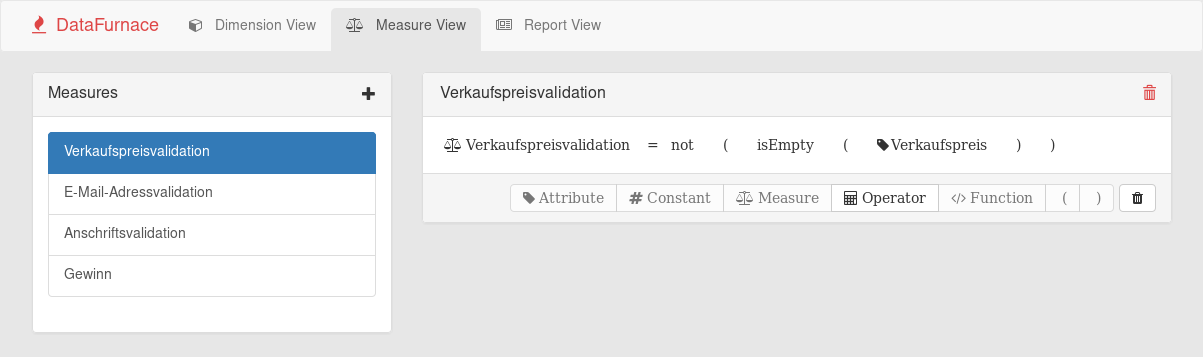 DataFurnace Dimension View Measure View Report View
Measures
Verkaufspreisvalidation
E-Mail-Adressvalidation
Anschriftsvalidation
Gewinn
Verkaufspreisvalidation
Verkaufspreisvalidation = not ( isEmpty ( Verkaufspreis ) )
Attribute # Constant Measure Operator </> Function ( )